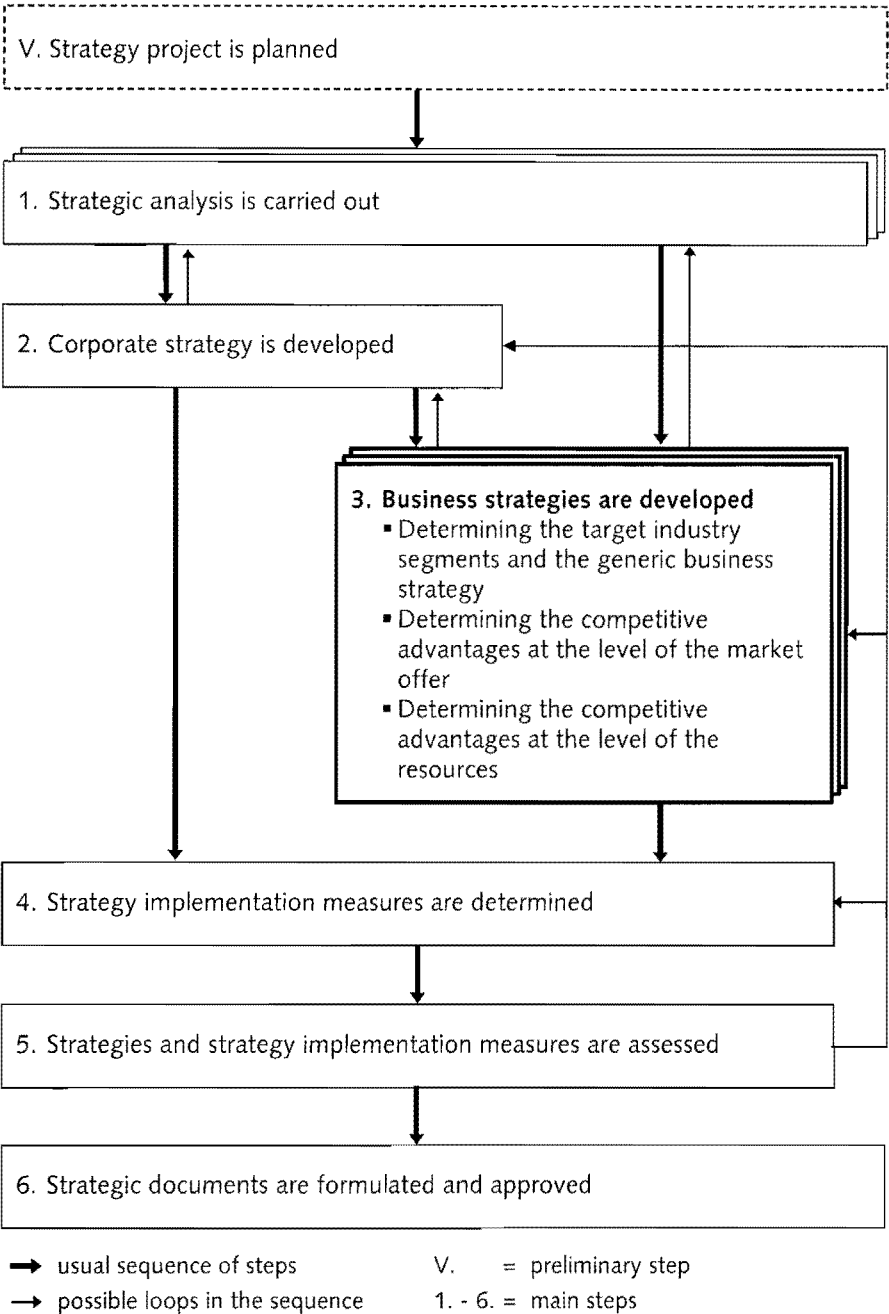 V. Strategy project is planned
1. Strategic analysis is carried out
2. Corporate strategy is developed
3. Business strategies are developed
▪ Determining the target industry
segments and the generic business
strategy
▪ Determining the competitive
advantages at the level of the market
offer
▪ Determining the competitive
advantages at the level of the
resources
4. Strategy implementation measures are determined
5. Strategies and strategy implementation measures are assessed
6. Strategic documents are formulated and approved
→ usual sequence of steps
→ possible loops in the sequence
V. = preliminary step
1. - 6. = main steps